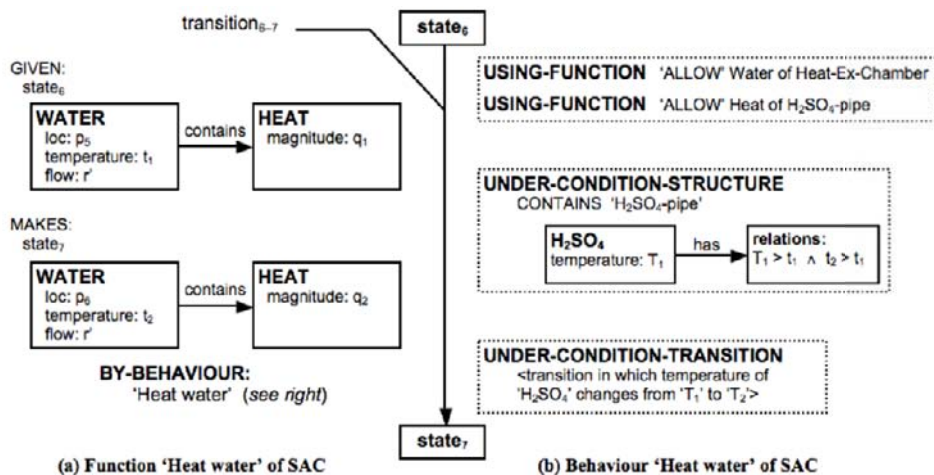 transition₆₋₇
state₆
GIVEN:
state₆
WATER
loc: p₅
temperature: t₁
flow: r'
contains
HEAT
magnitude: q₁
MAKES:
state₇
WATER
loc: p₆
temperature: t₂
flow: r'
contains
HEAT
magnitude: q₂
BY-BEHAVIOUR:
'Heat water' (see right)
USING-FUNCTION 'ALLOW' Water of Heat-Ex-Chamber
USING-FUNCTION 'ALLOW' Heat of H₂SO₄-pipe
UNDER-CONDITION-STRUCTURE
CONTAINS 'H₂SO₄-pipe'
H₂SO₄
temperature: T₁
has
relations:
T₁ > t₁ ∧ t₂ > t₁
UNDER-CONDITION-TRANSITION
<transition in which temperature of
'H₂SO₄' changes from 'T₁' to 'T₂'>
state₇
(a) Function 'Heat water' of SAC
(b) Behaviour 'Heat water' of SAC